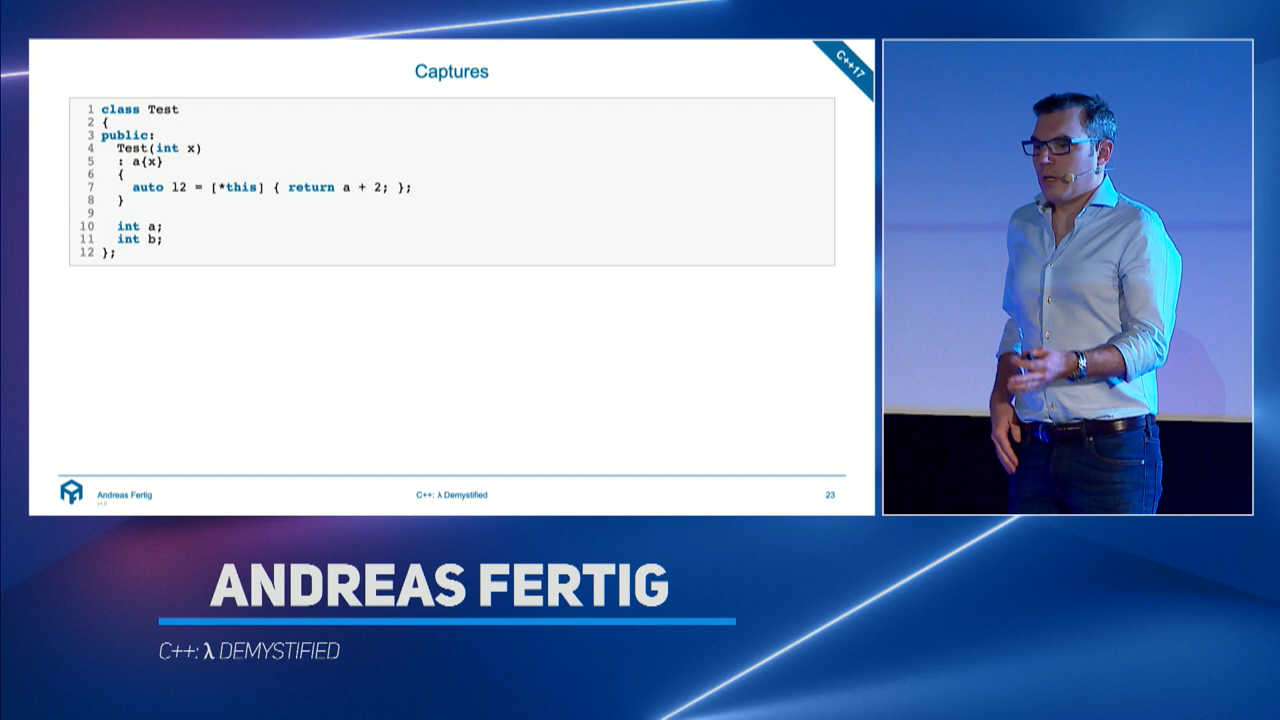 Captures
C++17
1 class Test
2 {
3 public:
4   Test(int x)
5   : a{x}
6   {
7     auto l2 = [*this] { return a + 2; };
8   }
9
10   int a;
11   int b;
12 };
Andreas Fertig
C++: λ Demystified
23
ANDREAS FERTIG
C++: λ DEMYSTIFIED